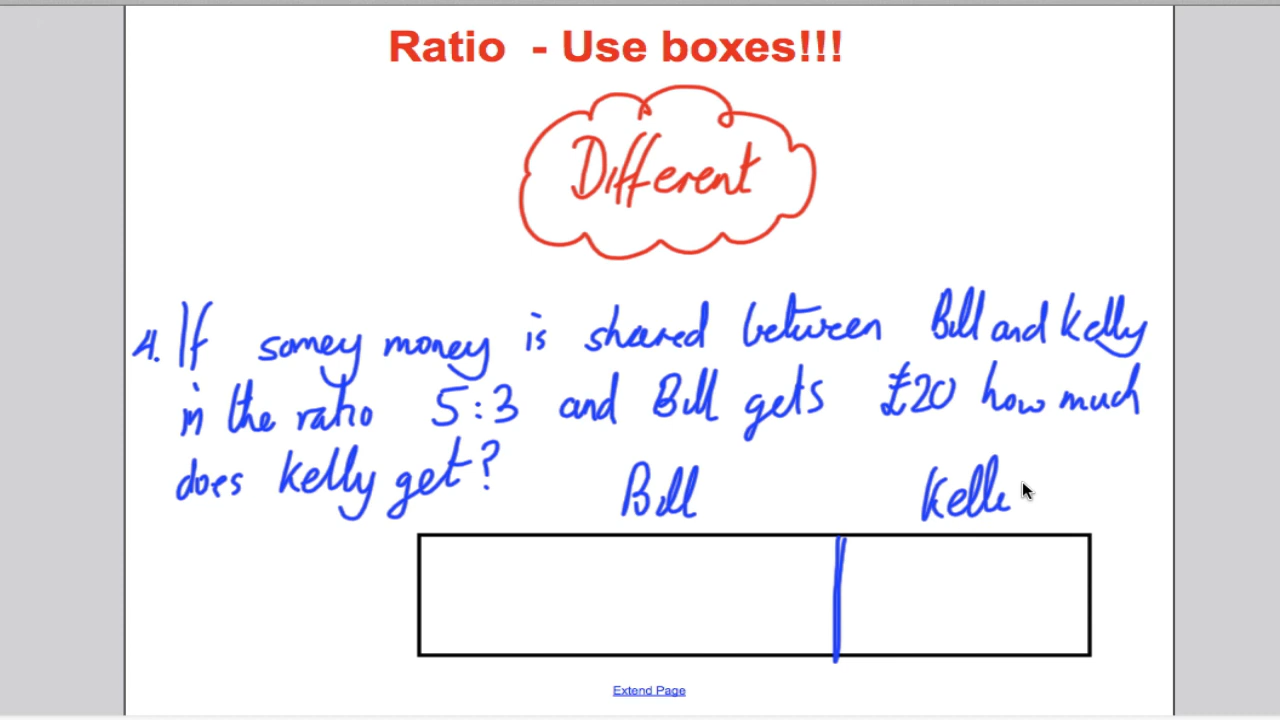 Ratio - Use boxes!!!
Different
4. If somey money is shared between Bill and Kelly
in the ratio 5:3 and Bill gets £20 how much
does Kelly get?
Bill Kelle
Extend Page